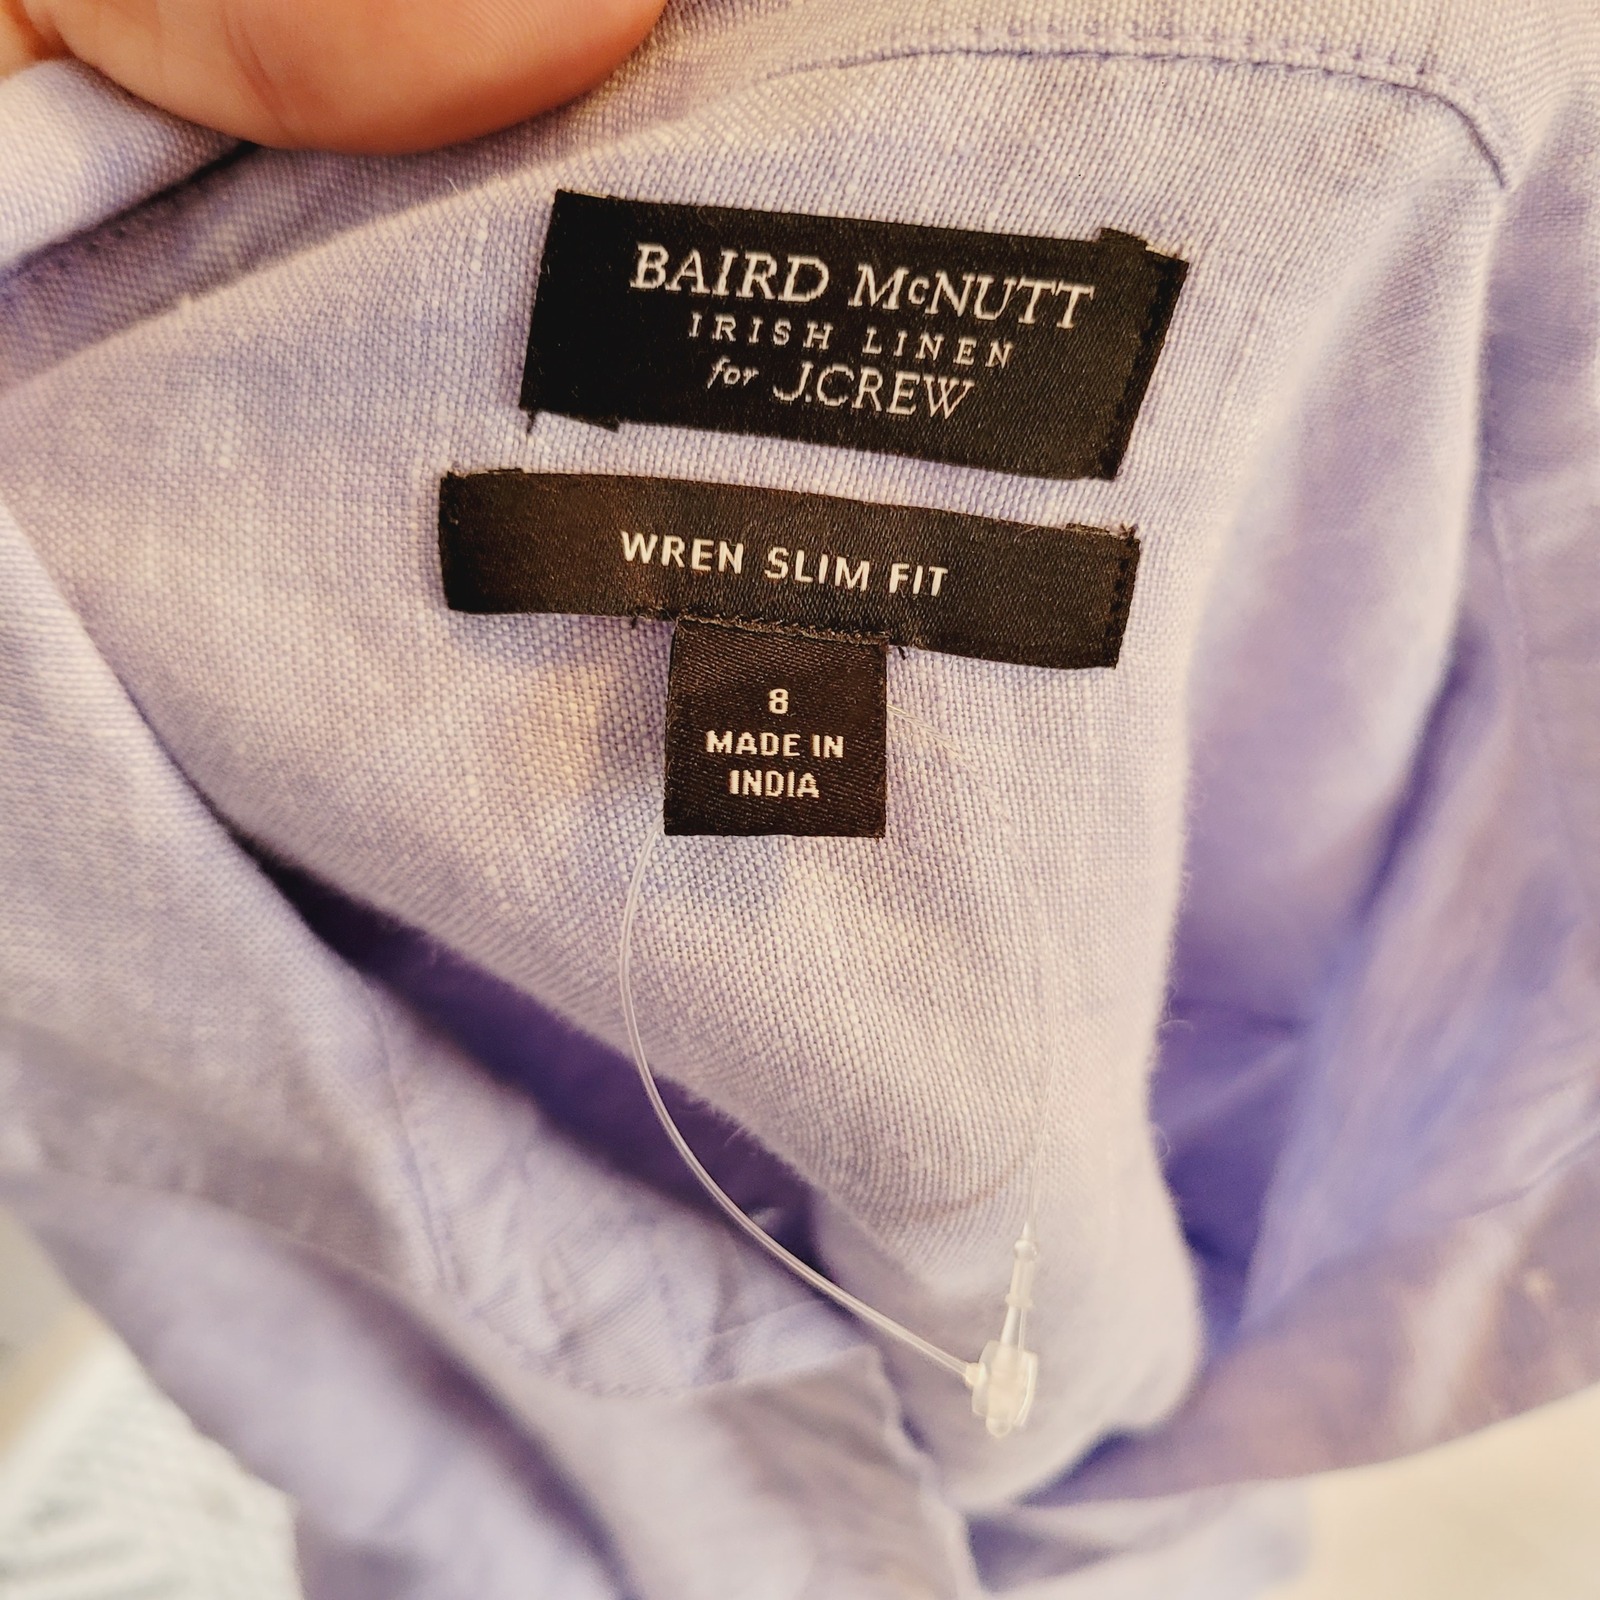 BAIRD McNUTT
IRISH LINEN
for J.CREW
WREN SLIM FIT
8
MADE IN
INDIA